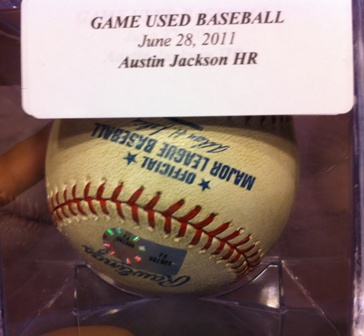 GAME USED BASEBALL
June 28, 2011
Austin Jackson HR
OFFICIAL
MAJOR LEAGUE BASEBALL
Rawlings